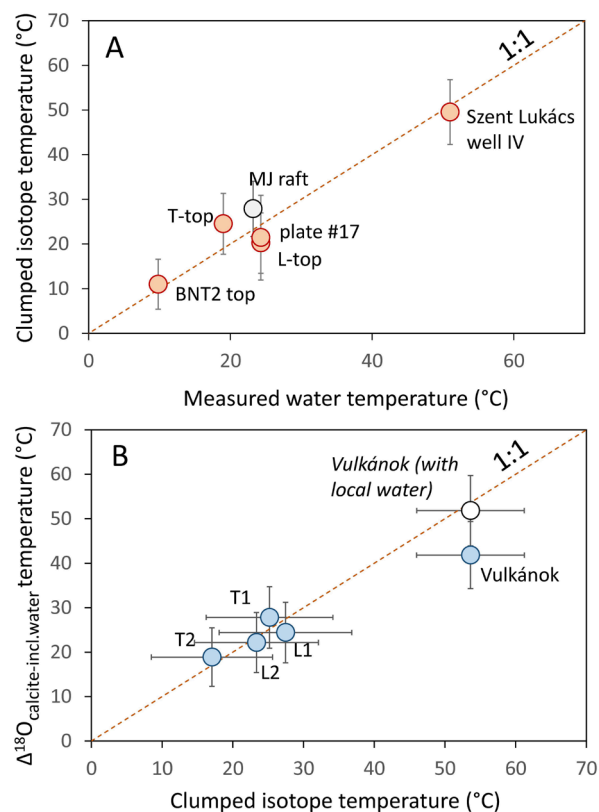 A
1:1
Clumped isotope temperature (°C)
70
60
50
40
30
20
10
0
Szent Lukács
well IV
MJ raft
T-top
plate #17
L-top
BNT2 top
0
20
40
60
Measured water temperature (°C)
B
1:1
Δ18Ocalcite-incl.water temperature (°C)
70
60
50
40
30
20
10
0
Vulkánok (with
local water)
Vulkánok
T1
T2
L1
L2
0
10
20
30
40
50
60
70
Clumped isotope temperature (°C)